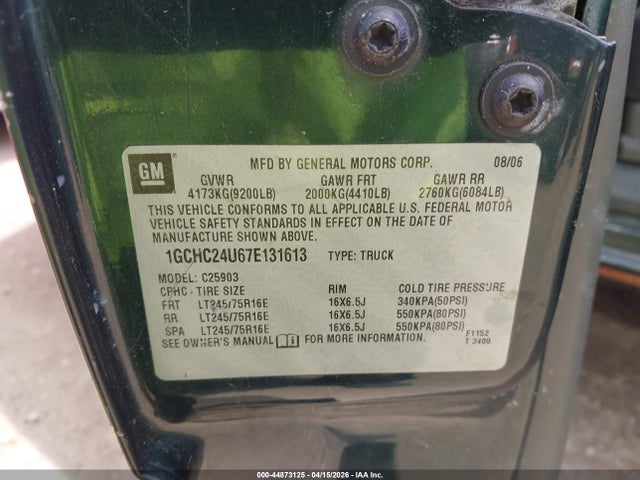 GM
MFD BY GENERAL MOTORS CORP. 08/06
GVWR GAWR FRT GAWR RR
4173KG(9200LB) 2000KG(4410LB) 2760KG(6084LB)
THIS VEHICLE CONFORMS TO ALL APPLICABLE U.S. FEDERAL MOTOR
VEHICLE SAFETY STANDARDS IN EFFECT ON THE DATE OF
MANUFACTURE SHOWN ABOVE.
1GCHC24U67E131613 TYPE: TRUCK
MODEL: C25903
CPHC TIRE SIZE RIM COLD TIRE PRESSURE
FRT LT245/75R16E 16X6.5J 340KPA(50PSI)
RR LT245/75R16E 16X6.5J 550KPA(80PSI)
SPA LT245/75R16E 16X6.5J 550KPA(80PSI)
SEE OWNER'S MANUAL FOR MORE INFORMATION.
F1152
T 3400
000-44873125 - 04/15/2026 - IAA Inc.